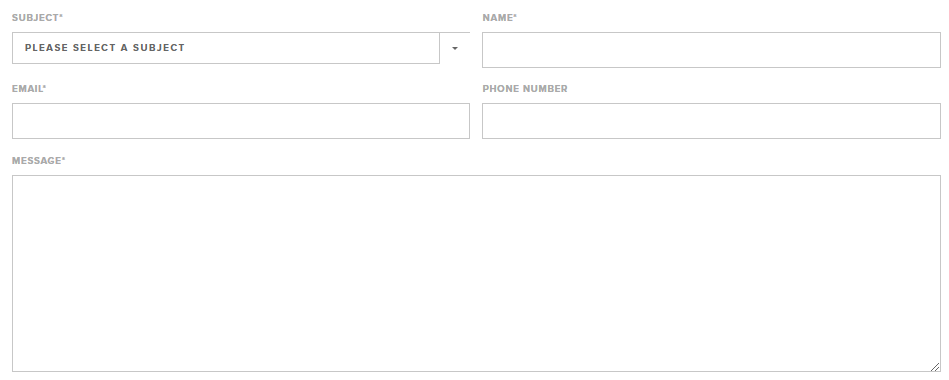 SUBJECT*
NAME*
PLEASE SELECT A SUBJECT
EMAIL*
PHONE NUMBER
MESSAGE*